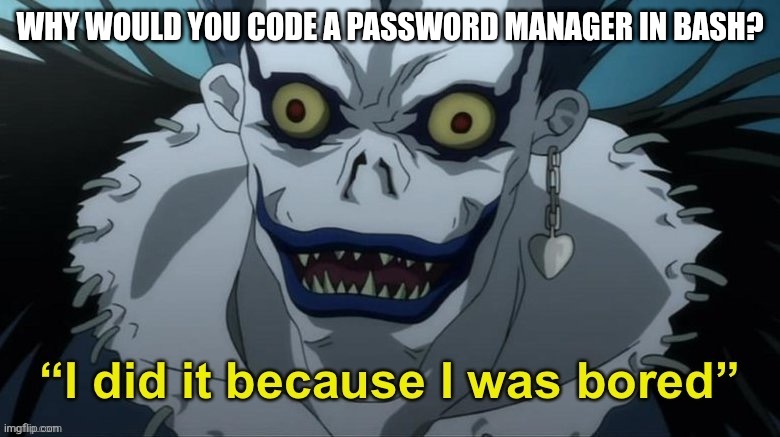 WHY WOULD YOU CODE A PASSWORD MANAGER IN BASH?
“I did it because I was bored”
imgflip.com